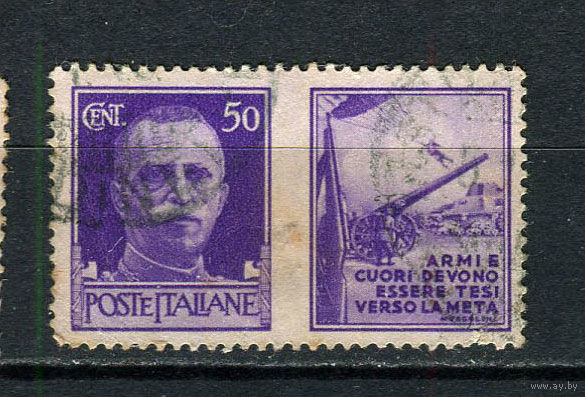 CENT. 50
POSTE ITALIANE
ARMI E
CUORI DEVONO
ESSERE TESI
VERSO LA META
www.ay.by